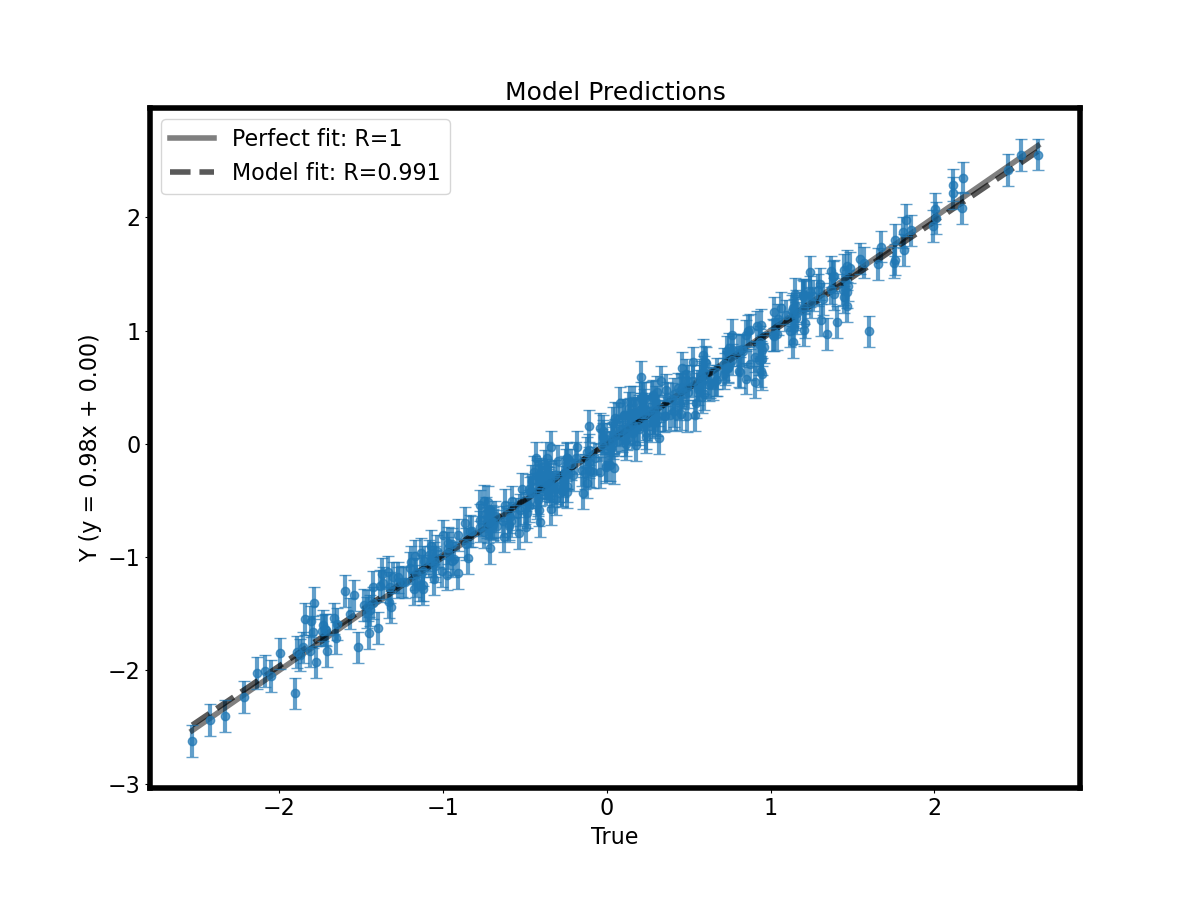 Model Predictions
Perfect fit: R=1
Model fit: R=0.991
Y (y = 0.98x + 0.00)
2
1
0
−1
−2
−3
−2
−1
0
1
2
True